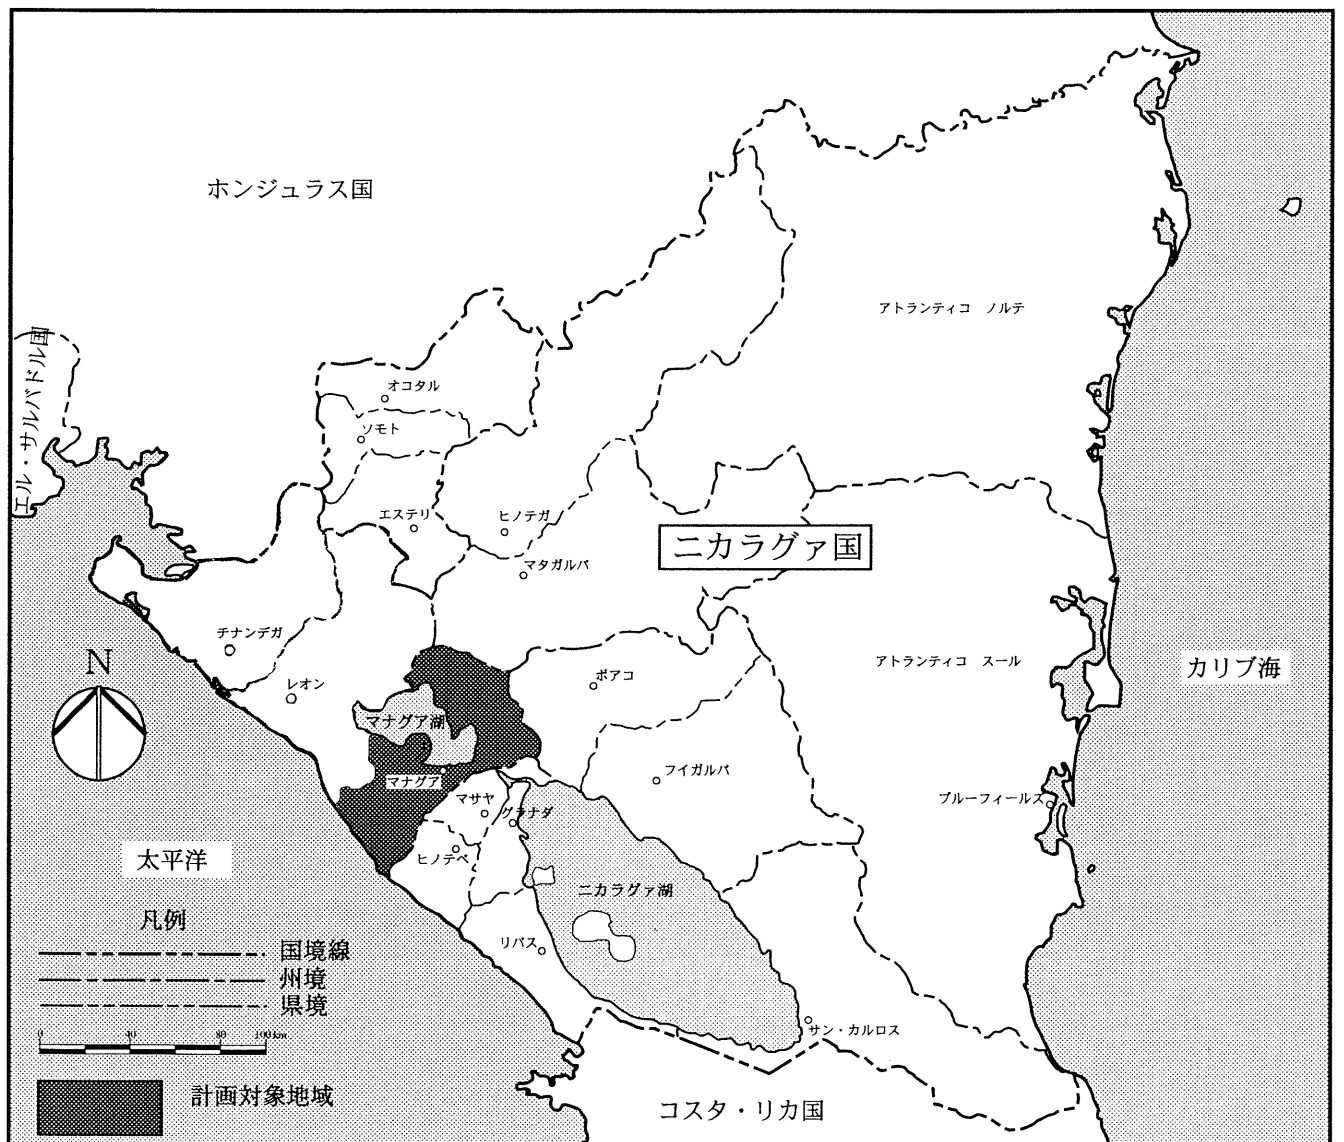 ホンジュラス国
アトランティコ ノルテ
エル・サルバドル国
オコタル
ソモト
エステリ
ヒノテガ
ニカラグァ国
マタガルパ
チナンデガ
N
レオン
ボアコ
アトランティコ スール
カリブ海
マナグア湖
マナグア
フイガルパ
マサヤ
グラナダ
ブルーフィールズ
ヒノテペ
太平洋
ニカラグァ湖
凡例
リバス
国境線
州境
県境
0 40 80 100km
サン・カルロス
計画対象地域
コスタ・リカ国